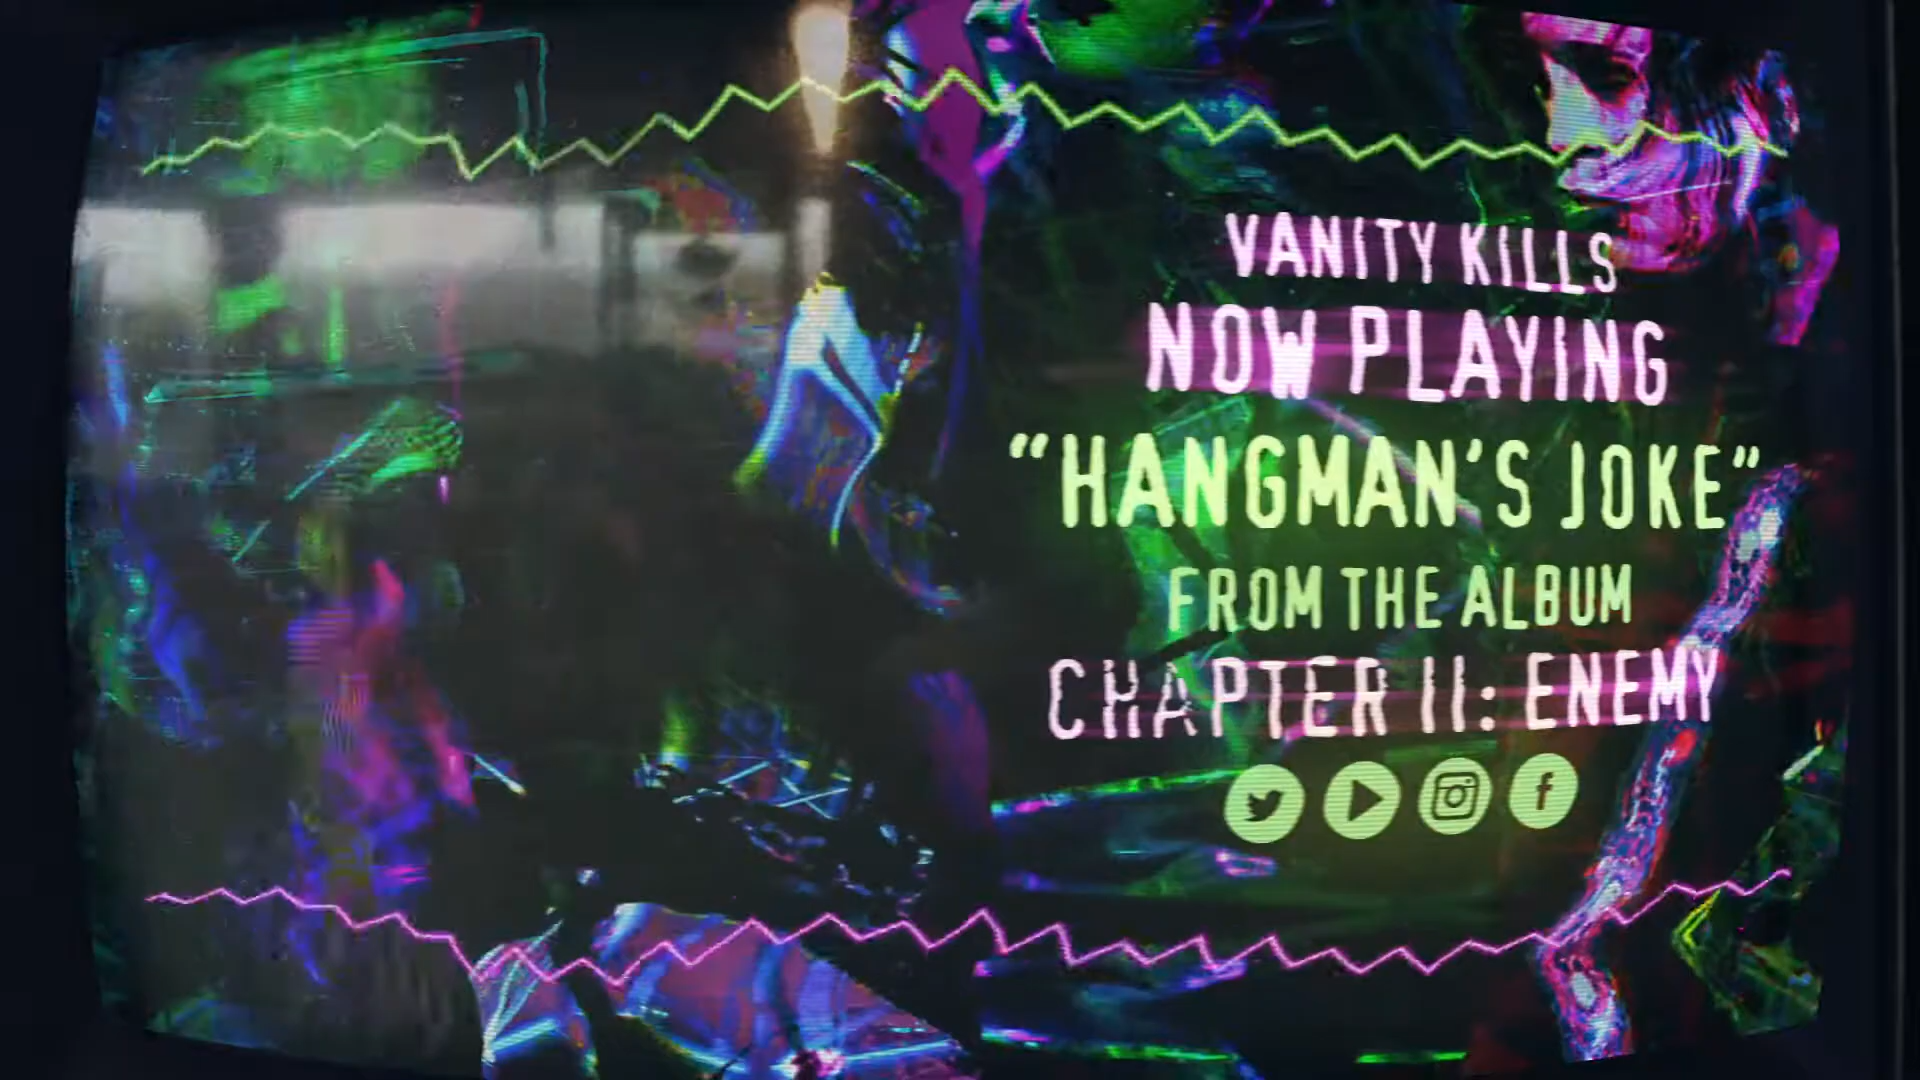 VANITY KILLS
NOW PLAYING
“HANGMAN’S JOKE”
FROM THE ALBUM
CHAPTER II: ENEMY